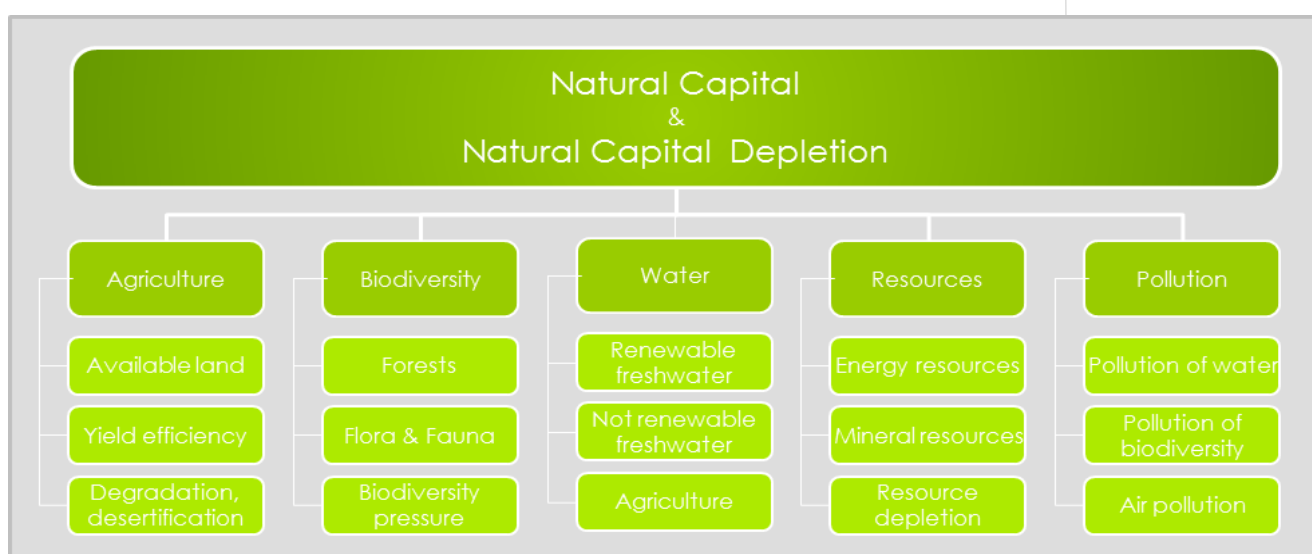 Natural Capital
&
Natural Capital Depletion
Agriculture
Biodiversity
Water
Resources
Pollution
Available land
Forests
Renewable
freshwater
Energy resources
Pollution of water
Yield efficiency
Flora & Fauna
Not renewable
freshwater
Mineral resources
Pollution of
biodiversity
Degradation,
desertification
Biodiversity
pressure
Agriculture
Resource
depletion
Air pollution